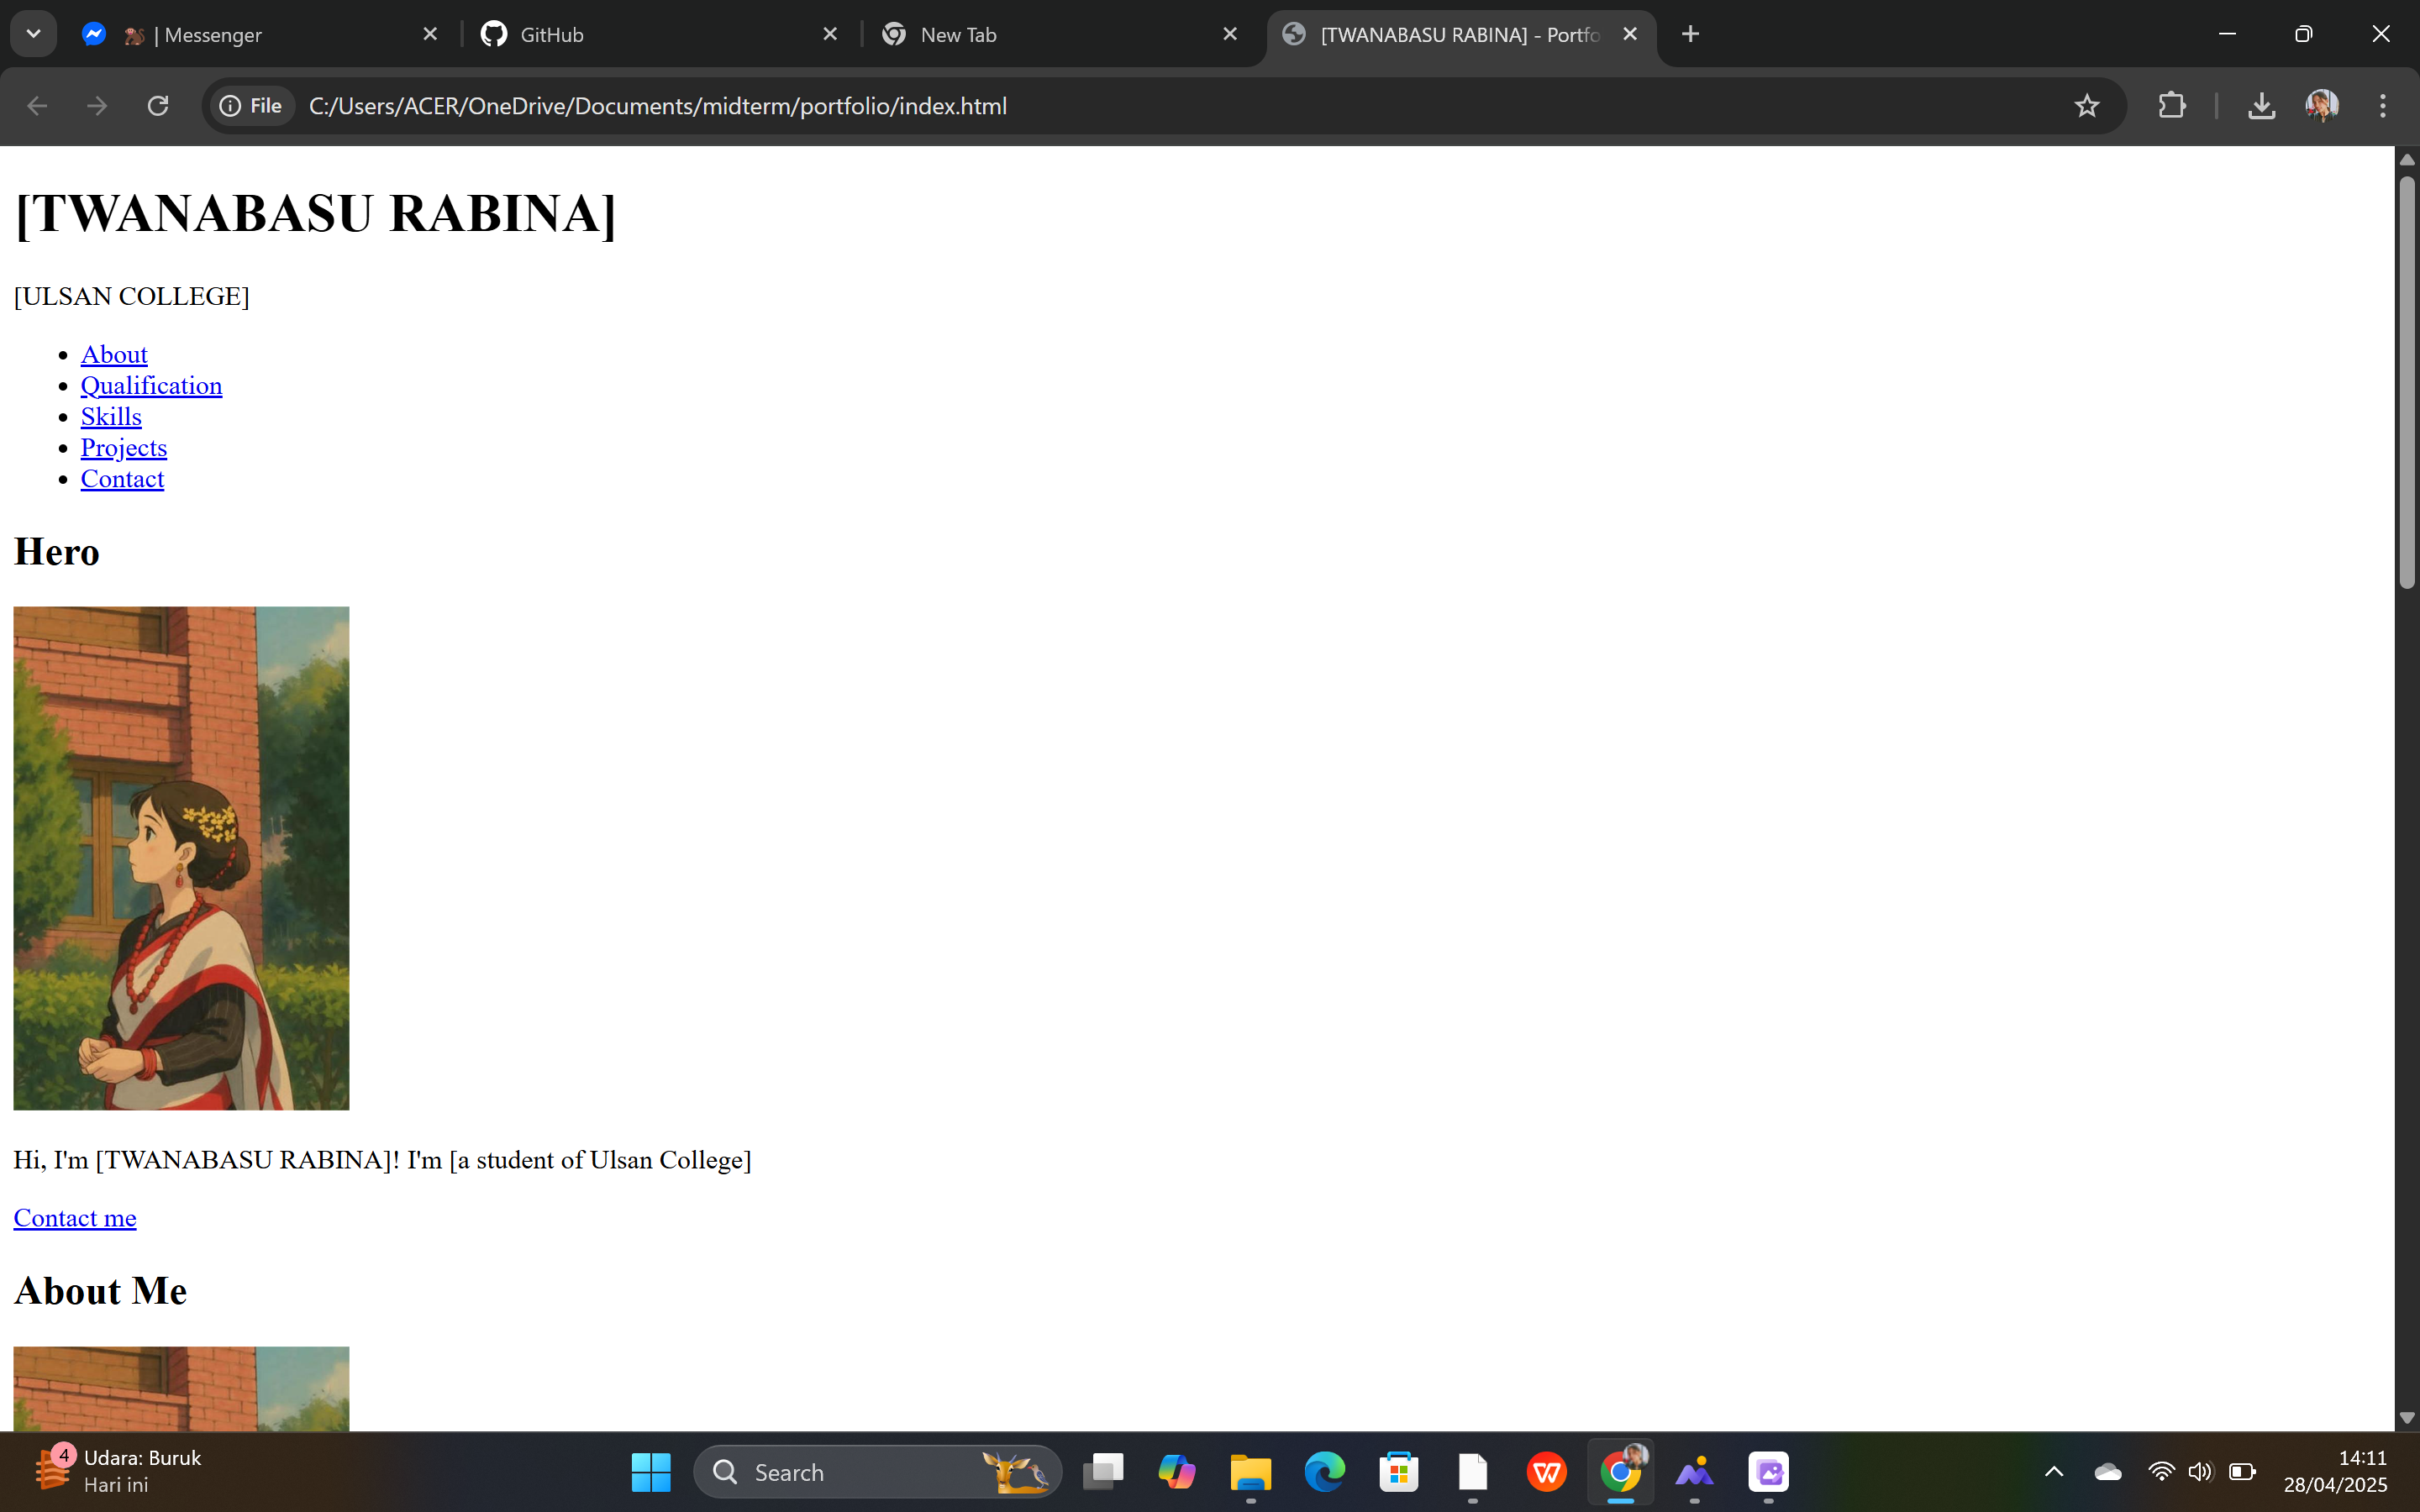 | Messenger
GitHub
New Tab
[TWANABASU RABINA] - Portfo
File
C:/Users/ACER/OneDrive/Documents/midterm/portfolio/index.html
[TWANABASU RABINA]
[ULSAN COLLEGE]
About
Qualification
Skills
Projects
Contact
Hero
Hi, I'm [TWANABASU RABINA]! I'm [a student of Ulsan College]
Contact me
About Me
4
Udara: Buruk
Hari ini
Search
14:11
28/04/2025